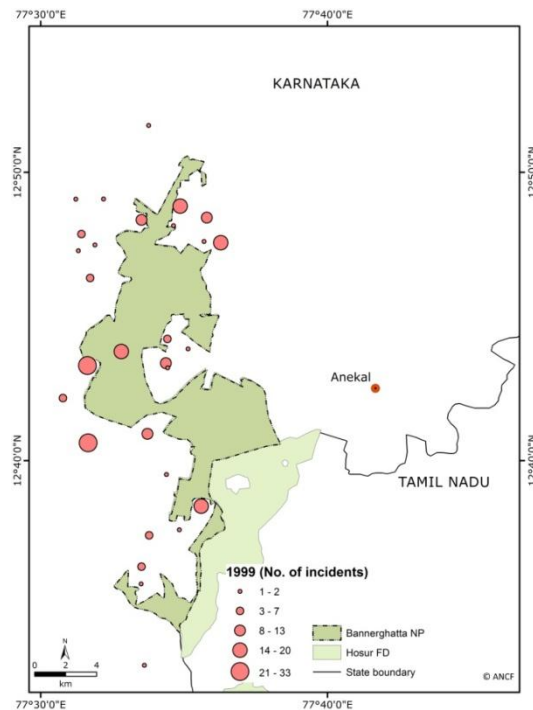 77°30'0"E 77°40'0"E
KARNATAKA
12°50'0"N 12°50'0"N
Anekal
12°40'0"N 12°40'0"N
TAMIL NADU
1999 (No. of incidents)
1 - 2
3 - 7
8 - 13
14 - 20
21 - 33
Bannerghatta NP
Hosur FD
State boundary
N
0 2 4
km
© ANCF
77°30'0"E 77°40'0"E